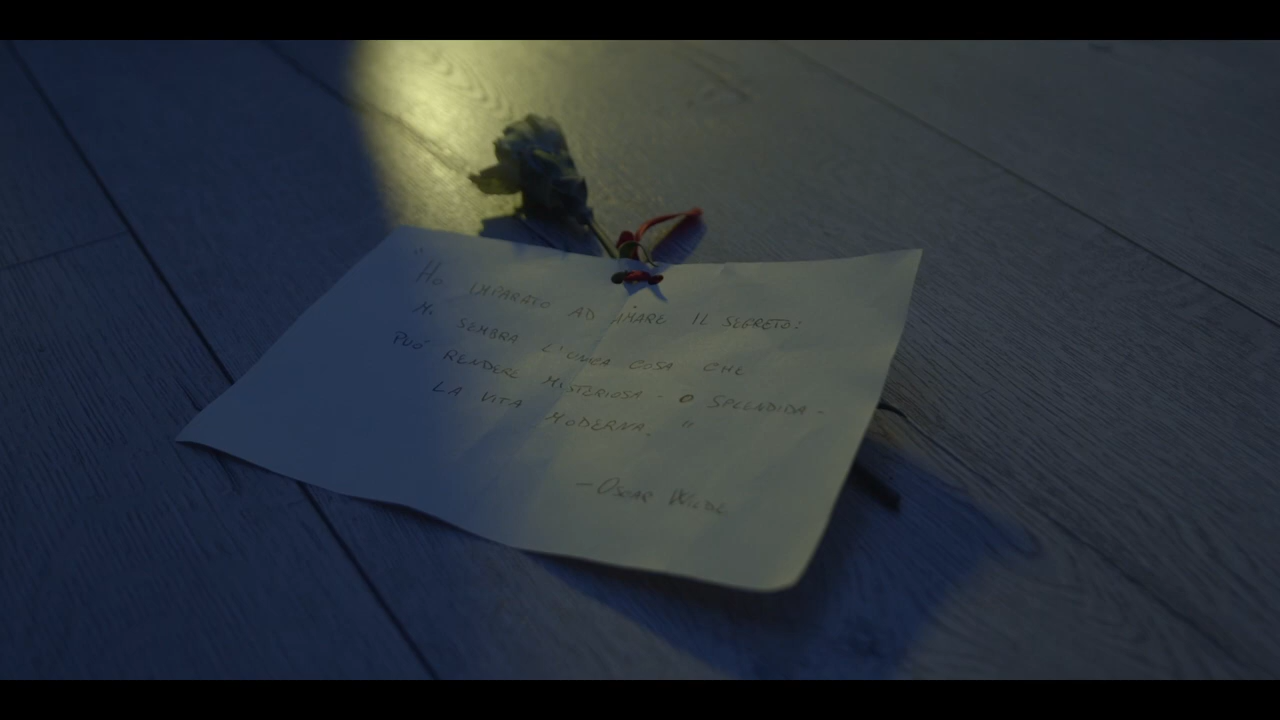 "Ho IMPARATO AD AMARE IL SEGRETO:
Mi SEMBRA L'UNICA COSA CHE
PUÓ RENDERE MISTERIOSA - O SPLENDIDA -
LA VITA MODERNA. "
- OSCAR WILDE